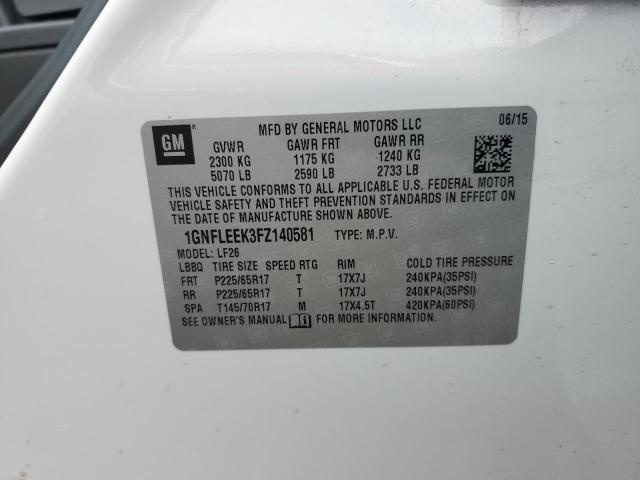 GM ®
MFD BY GENERAL MOTORS LLC 06/15
GVWR GAWR FRT GAWR RR
2300 KG 1175 KG 1240 KG
5070 LB 2590 LB 2733 LB
THIS VEHICLE CONFORMS TO ALL APPLICABLE U.S. FEDERAL MOTOR
VEHICLE SAFETY AND THEFT PREVENTION STANDARDS IN EFFECT ON
THE DATE OF MANUFACTURE SHOWN ABOVE.
1GNFLEEK3FZ140581 TYPE: M.P.V.
MODEL: LF26
LBBQ TIRE SIZE SPEED RTG RIM COLD TIRE PRESSURE
FRT P225/65R17 T 17X7J 240KPA(35PSI)
RR P225/65R17 T 17X7J 240KPA(35PSI)
SPA T145/70R17 M 17X4.5T 420KPA(60PSI)
SEE OWNER'S MANUAL FOR MORE INFORMATION.